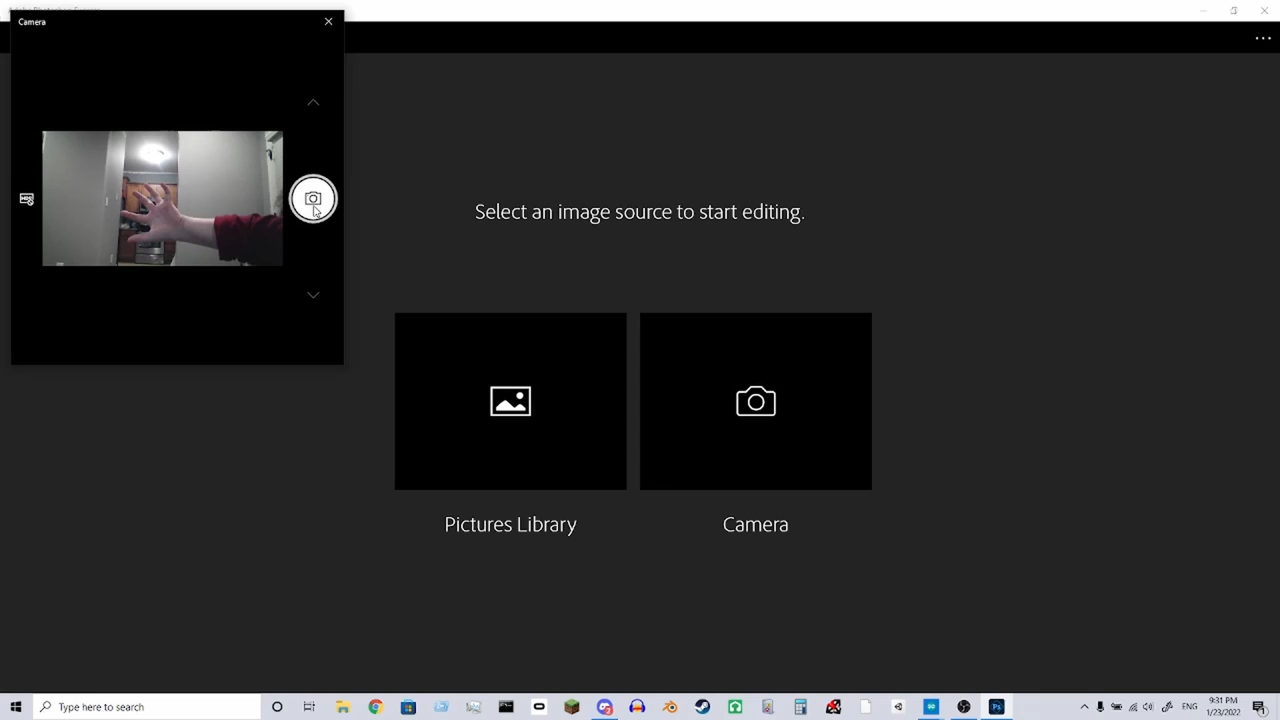 Camera
Select an image source to start editing.
Pictures Library
Camera
Type here to search
Ps
ENG
9:31 PM
1/23/2022